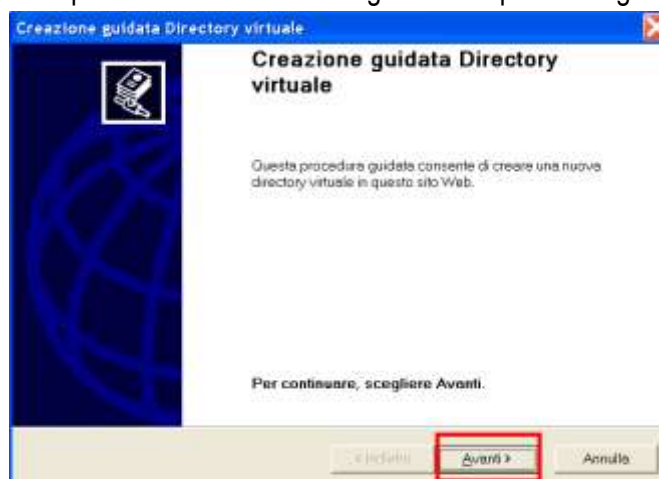 Creazione guidata Directory virtuale
Creazione guidata Directory
virtuale
Questa procedura guidata consente di creare una nuova
directory virtuale in questo sito Web.
Per continuare, scegliere Avanti.
< Indietro
Avanti >
Annulla